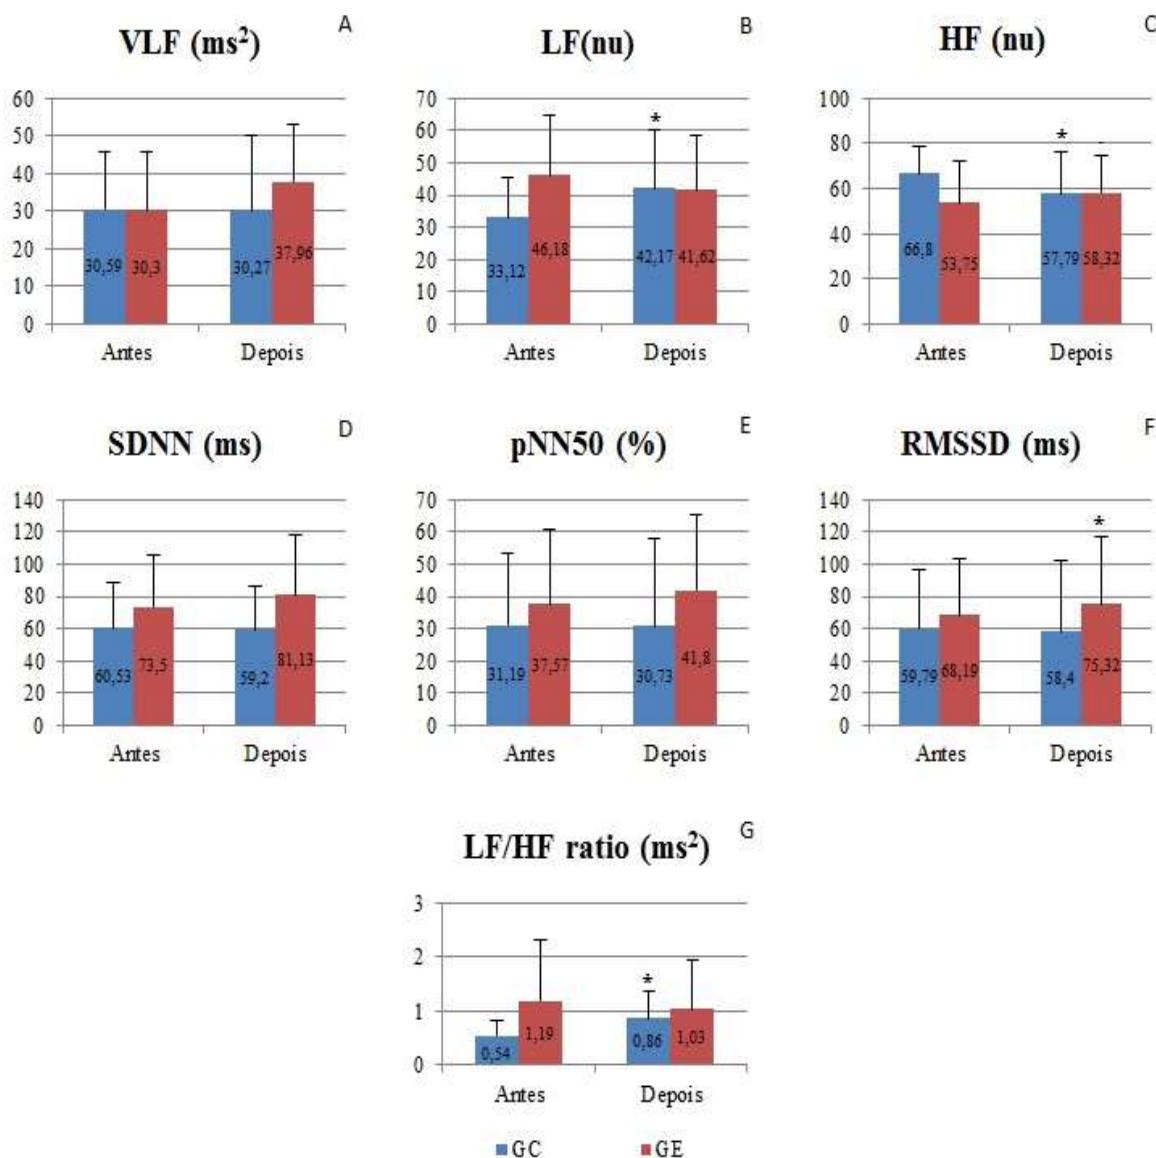 A
VLF (ms²)
60
50
40
30
20
10
0
30,59
30,3
30,27
37,96
Antes
Depois
B
LF(nu)
70
60
50
40
30
20
10
0
*
33,12
46,18
42,17
41,62
Antes
Depois
C
HF (nu)
100
80
60
40
20
0
*
66,8
53,75
57,79
58,32
Antes
Depois
D
SDNN (ms)
140
120
100
80
60
40
20
0
60,53
73,5
59,2
81,13
Antes
Depois
E
pNN50 (%)
70
60
50
40
30
20
10
0
31,19
37,57
30,73
41,8
Antes
Depois
F
RMSSD (ms)
140
120
100
80
60
40
20
0
*
59,79
68,19
58,4
75,32
Antes
Depois
G
LF/HF ratio (ms²)
3
2
1
0
*
0,54
1,19
0,86
1,03
Antes
Depois
GC
GE